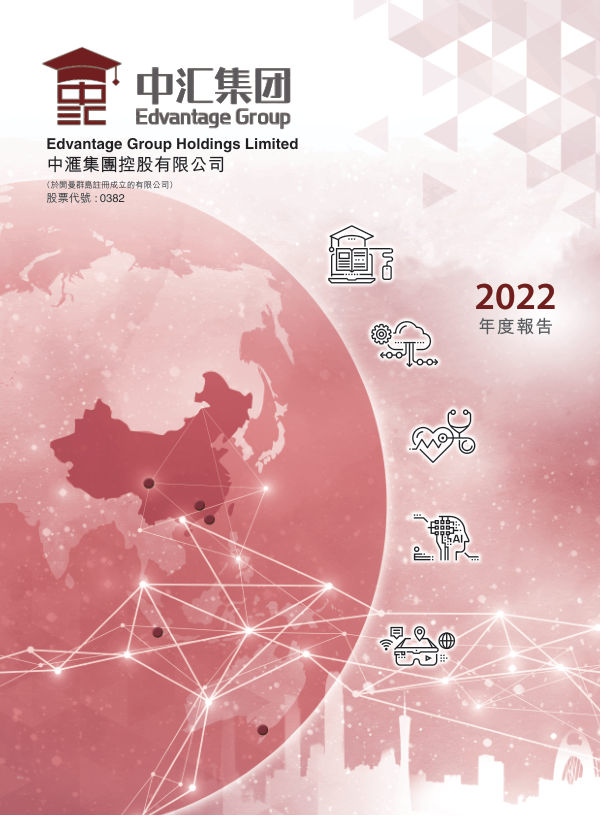 中汇集团
Edvantage Group
Edvantage Group Holdings Limited
中滙集團控股有限公司
(於開曼群島註冊成立的有限公司)
股票代號 : 0382
2022
年度報告
AI